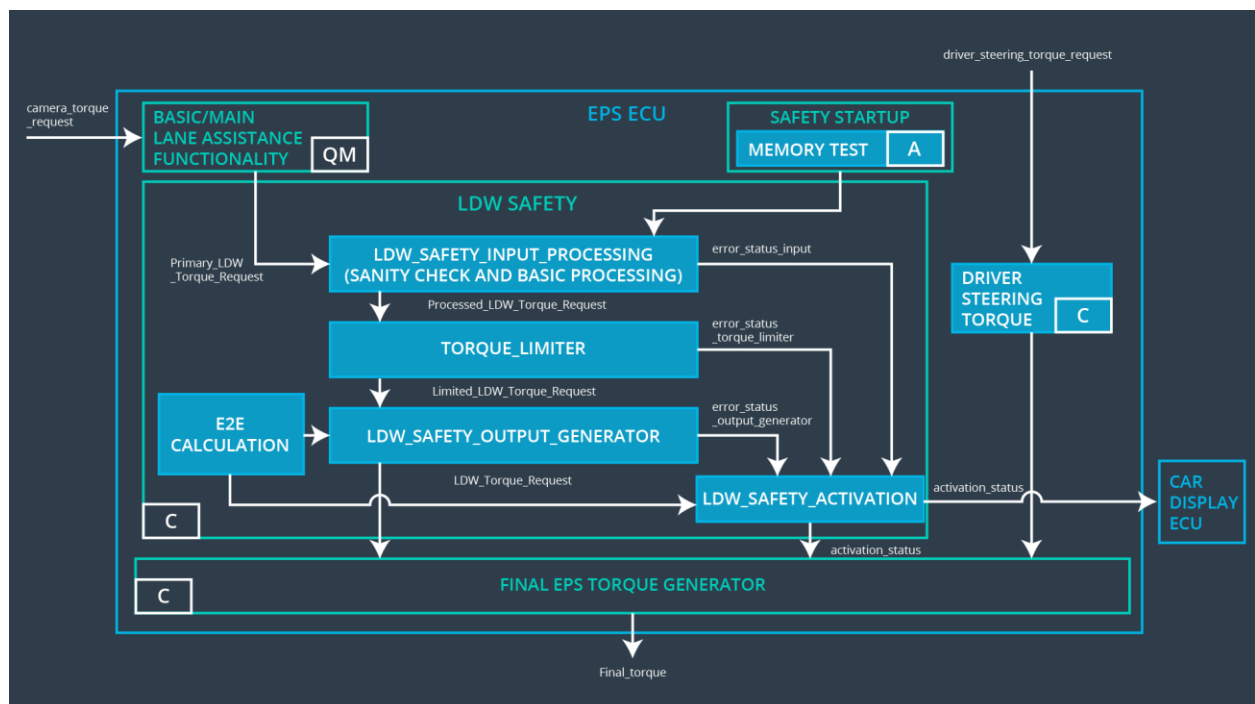 driver_steering_torque_request
camera_torque
_request
EPS ECU
BASIC/MAIN
LANE ASSISTANCE
FUNCTIONALITY
QM
SAFETY STARTUP
MEMORY TEST
A
LDW SAFETY
Primary_LDW
_Torque_Request
LDW_SAFETY_INPUT_PROCESSING
(SANITY CHECK AND BASIC PROCESSING)
error_status_input
DRIVER
STEERING
TORQUE
C
Processed_LDW_Torque_Request
TORQUE_LIMITER
error_status
_torque_limiter
Limited_LDW_Torque_Request
E2E
CALCULATION
LDW_SAFETY_OUTPUT_GENERATOR
error_status
_output_generator
LDW_Torque_Request
LDW_SAFETY_ACTIVATION
activation_status
CAR
DISPLAY
ECU
C
activation_status
FINAL EPS TORQUE GENERATOR
C
Final_torque